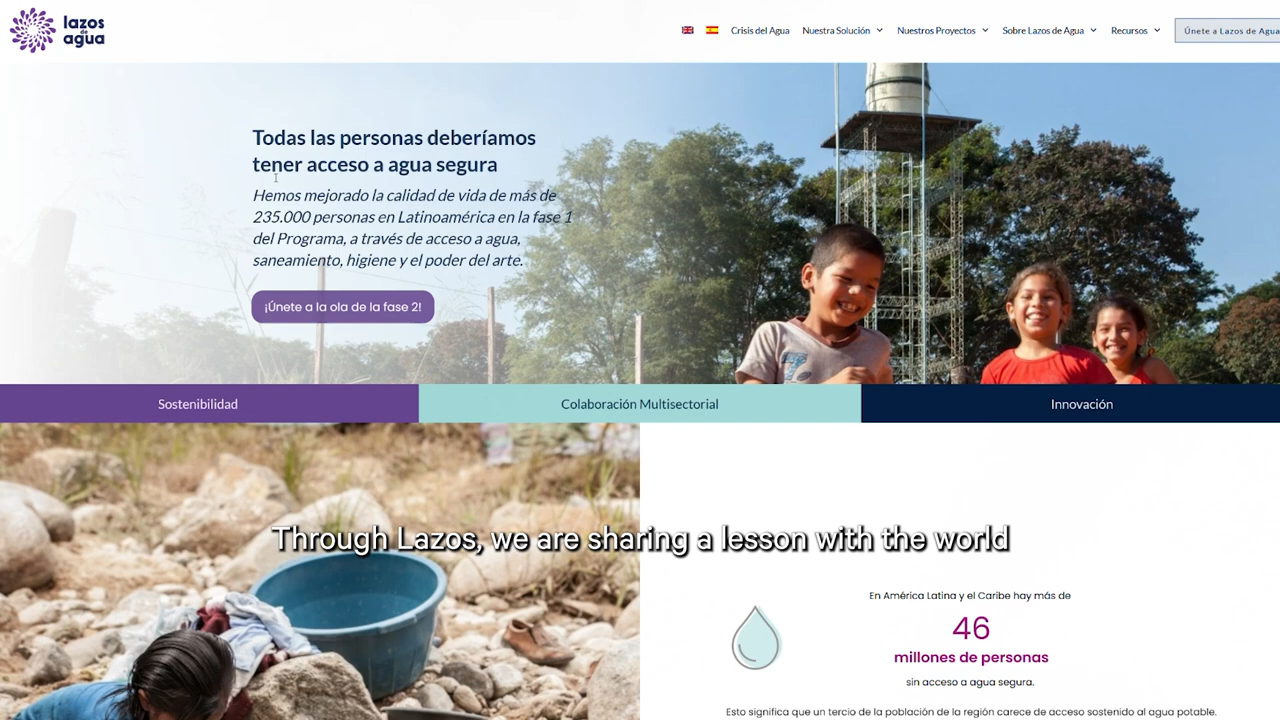 lazos
de
agua
Crisis del Agua
Nuestra Solución
Nuestros Proyectos
Sobre Lazos de Agua
Recursos
Únete a Lazos de Agua
Todas las personas deberíamos
tener acceso a agua segura
Hemos mejorado la calidad de vida de más de
235.000 personas en Latinoamérica en la fase 1
del Programa, a través de acceso a agua,
saneamiento, higiene y el poder del arte.
¡Únete a la ola de la fase 2!
Sostenibilidad
Colaboración Multisectorial
Innovación
Through Lazos, we are sharing a lesson with the world
En América Latina y el Caribe hay más de
46
millones de personas
sin acceso a agua segura.
Esto significa que un tercio de la población de la región carece de acceso sostenido al agua potable.